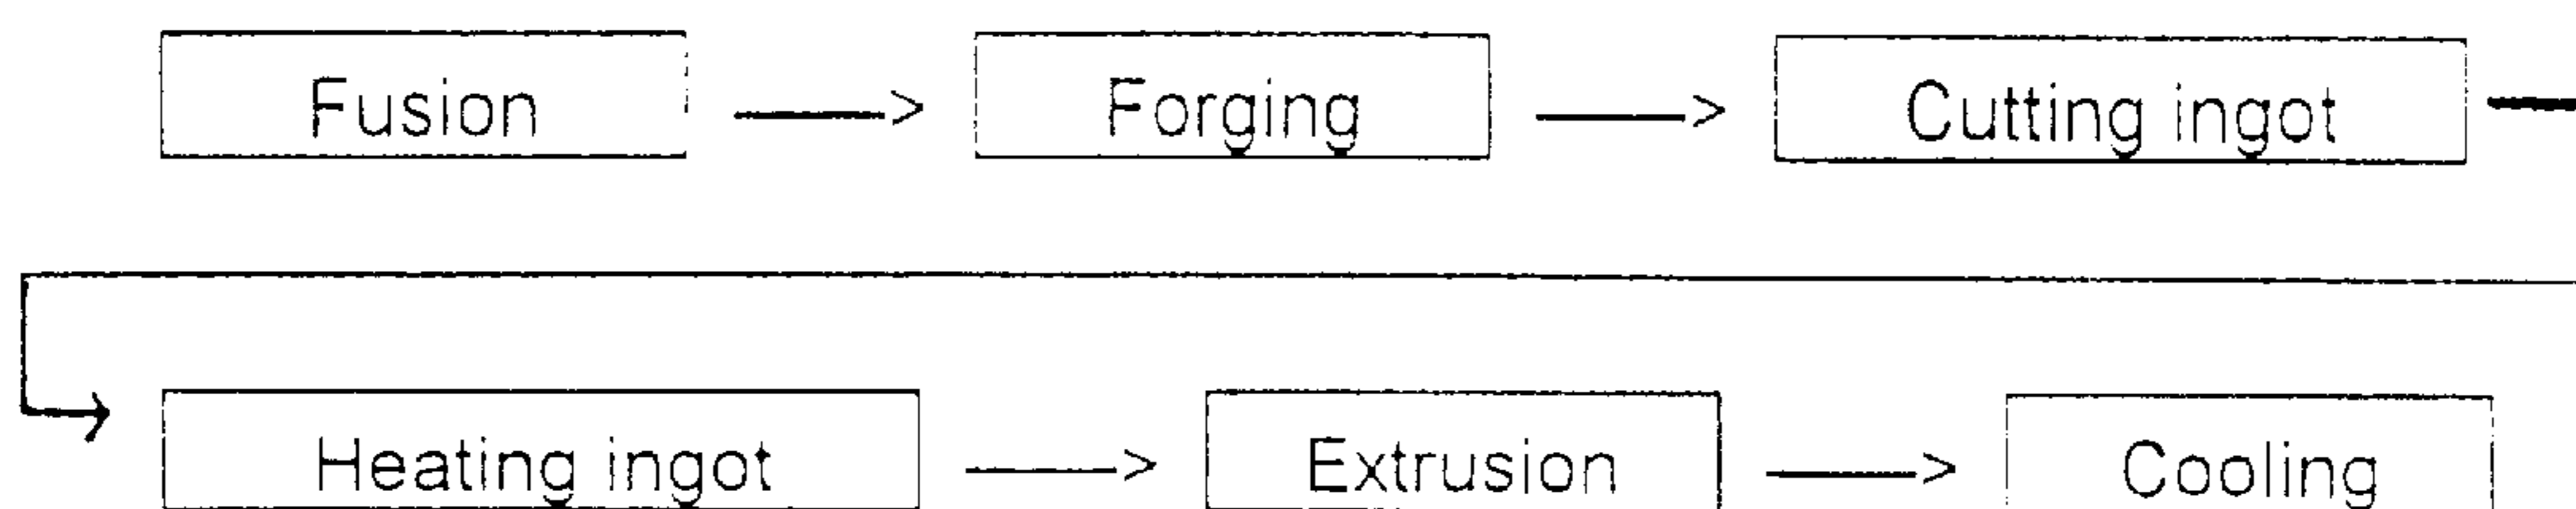 Fusion —> Forging —> Cutting ingot
Heating ingot —> Extrusion —> Cooling